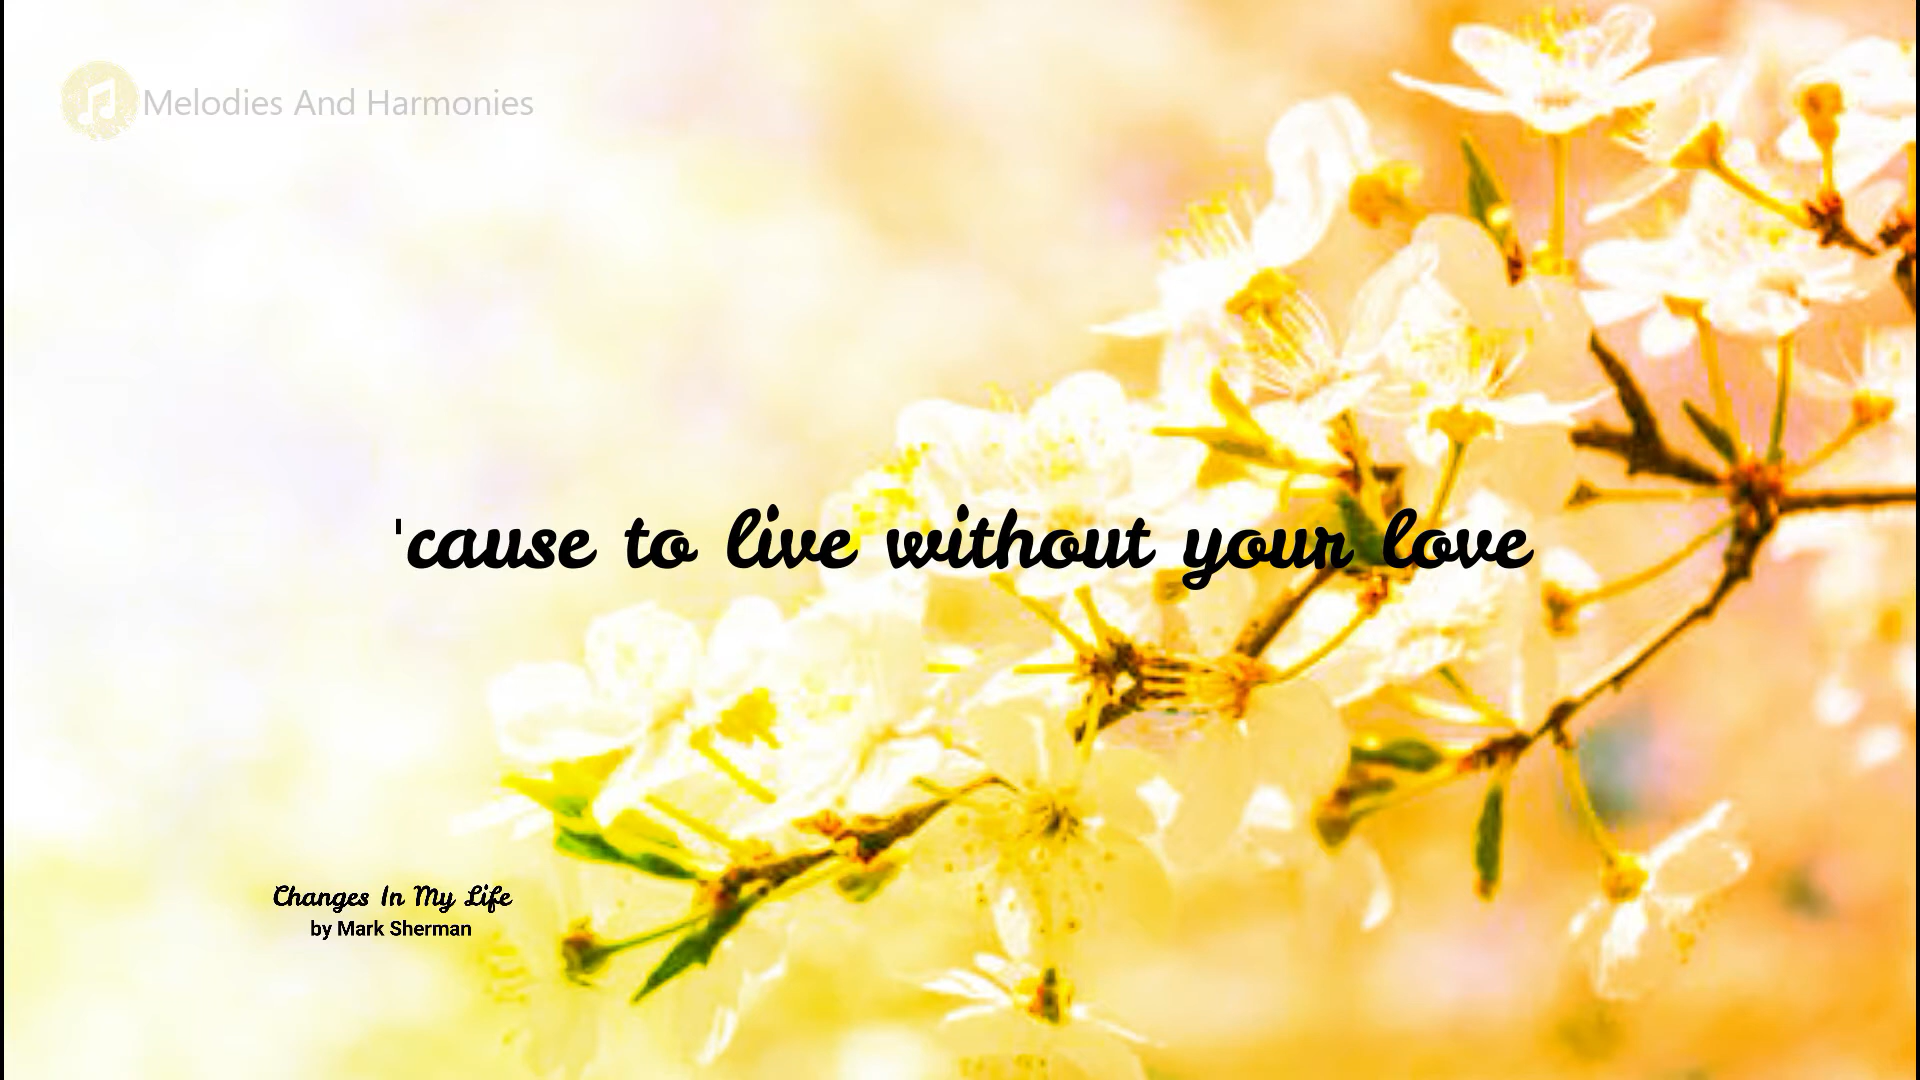 Melodies And Harmonies
'cause to live without your love
Changes In My Life
by Mark Sherman